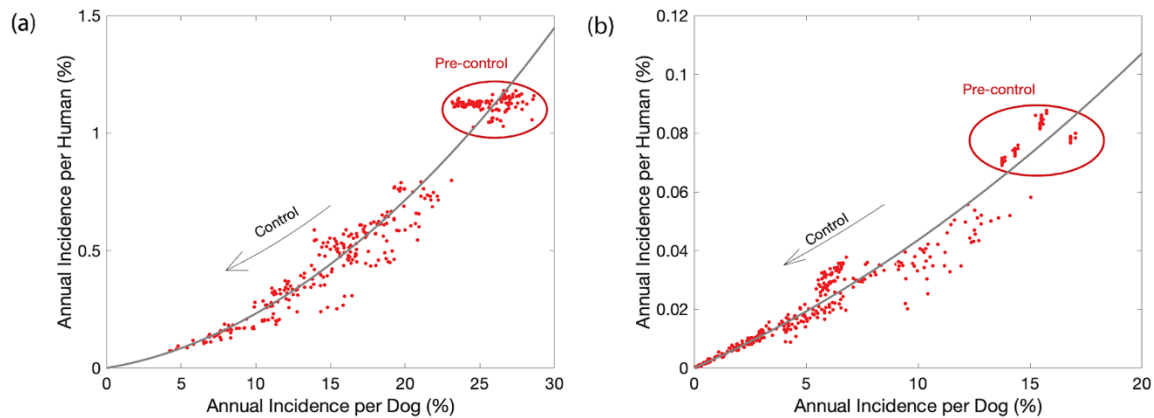 (a)
Annual Incidence per Human (%)
1.5
1
0.5
0
Pre-control
Control
0 5 10 15 20 25 30
Annual Incidence per Dog (%)
(b)
Annual Incidence per Human (%)
0.12
0.1
0.08
0.06
0.04
0.02
0
Pre-control
Control
0 5 10 15 20
Annual Incidence per Dog (%)